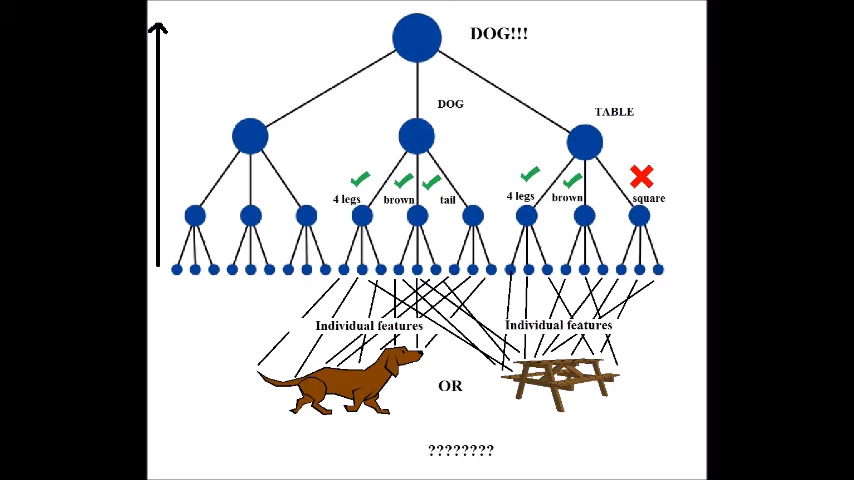 DOG!!!
DOG
TABLE
4 legs
brown
tail
4 legs
brown
square
Individual features
Individual features
OR
????????